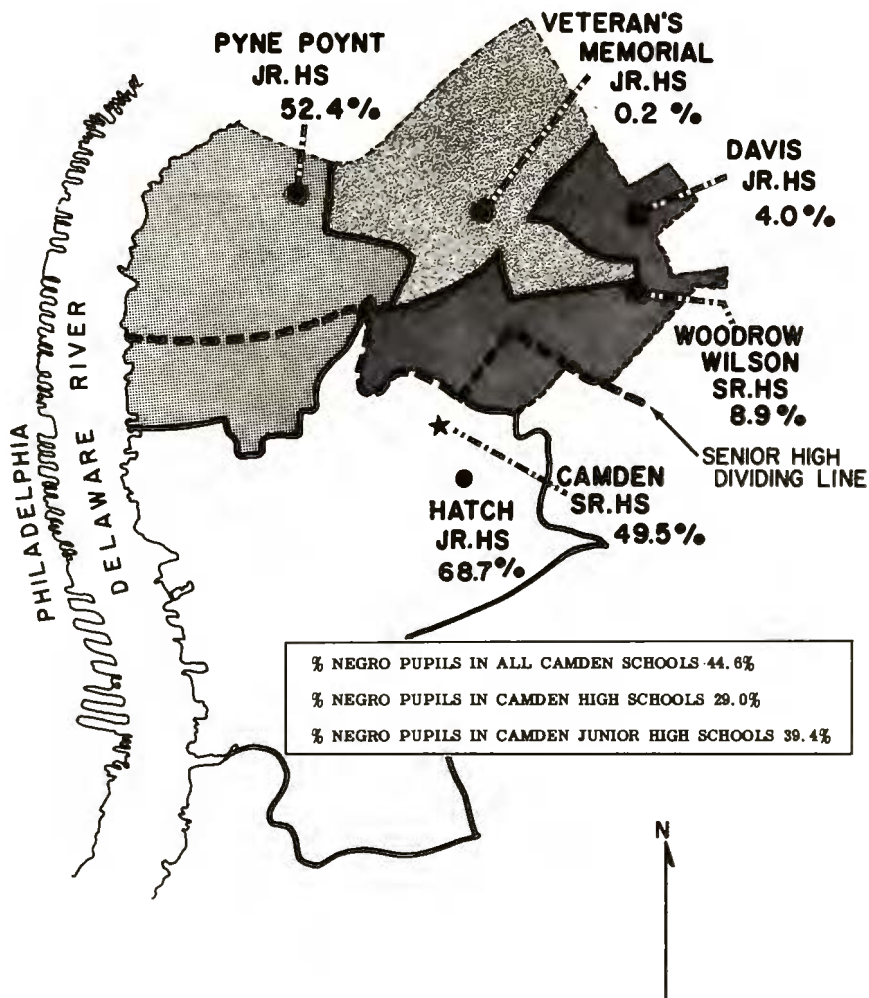 PYNE POYNT
JR. HS
52.4%
VETERAN'S
MEMORIAL
JR. HS
0.2 %
DAVIS
JR. HS
4.0%
WOODROW
WILSON
SR. HS
8.9%
SENIOR HIGH
DIVIDING LINE
CAMDEN
SR. HS
49.5%
HATCH
JR. HS
68.7%
PHILADELPHIA
DELAWARE RIVER
% NEGRO PUPILS IN ALL CAMDEN SCHOOLS 44.6%
% NEGRO PUPILS IN CAMDEN HIGH SCHOOLS 29.0%
% NEGRO PUPILS IN CAMDEN JUNIOR HIGH SCHOOLS 39.4%
N